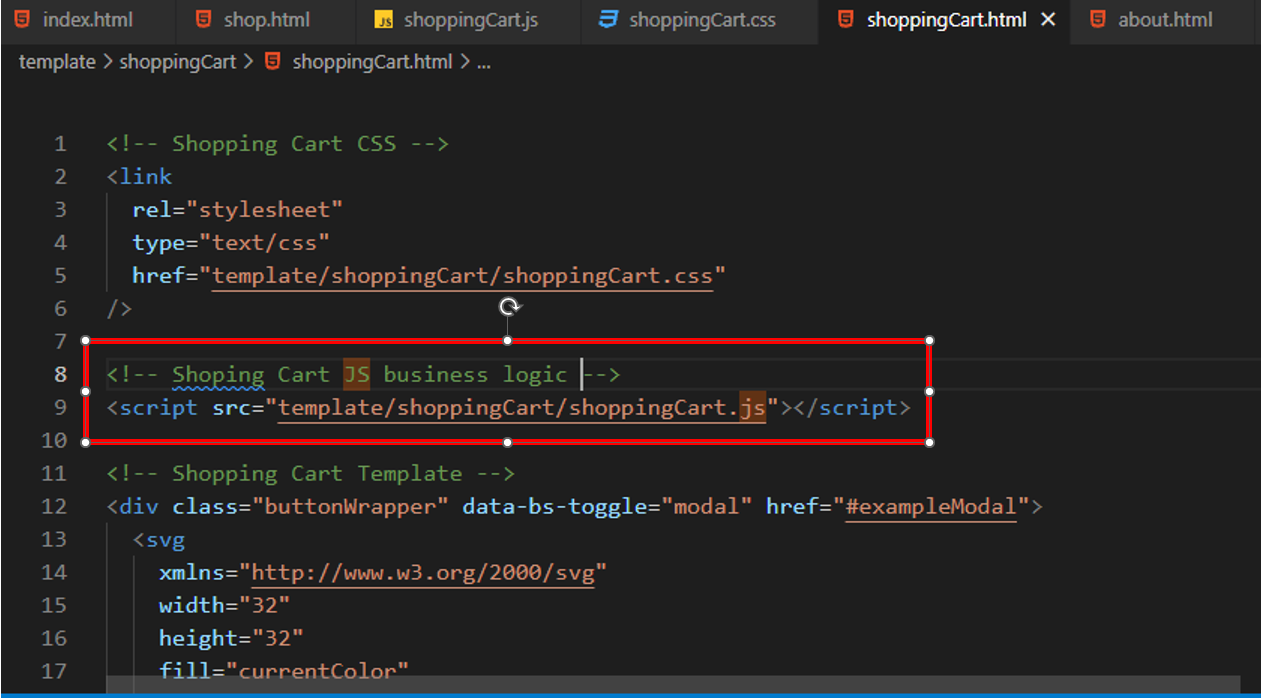 index.html shop.html JS shoppingCart.js shoppingCart.css shoppingCart.html × about.html
template > shoppingCart > shoppingCart.html > ...
1 <!-- Shopping Cart CSS -->
2 <link
3 rel="stylesheet"
4 type="text/css"
5 href="template/shoppingCart/shoppingCart.css"
6 />
7
8 <!-- Shoping Cart JS business logic -->
9 <script src="template/shoppingCart/shoppingCart.js"></script>
10
11 <!-- Shopping Cart Template -->
12 <div class="buttonWrapper" data-bs-toggle="modal" href="#exampleModal">
13 <svg
14 xmlns="http://www.w3.org/2000/svg"
15 width="32"
16 height="32"
17 fill="currentColor"